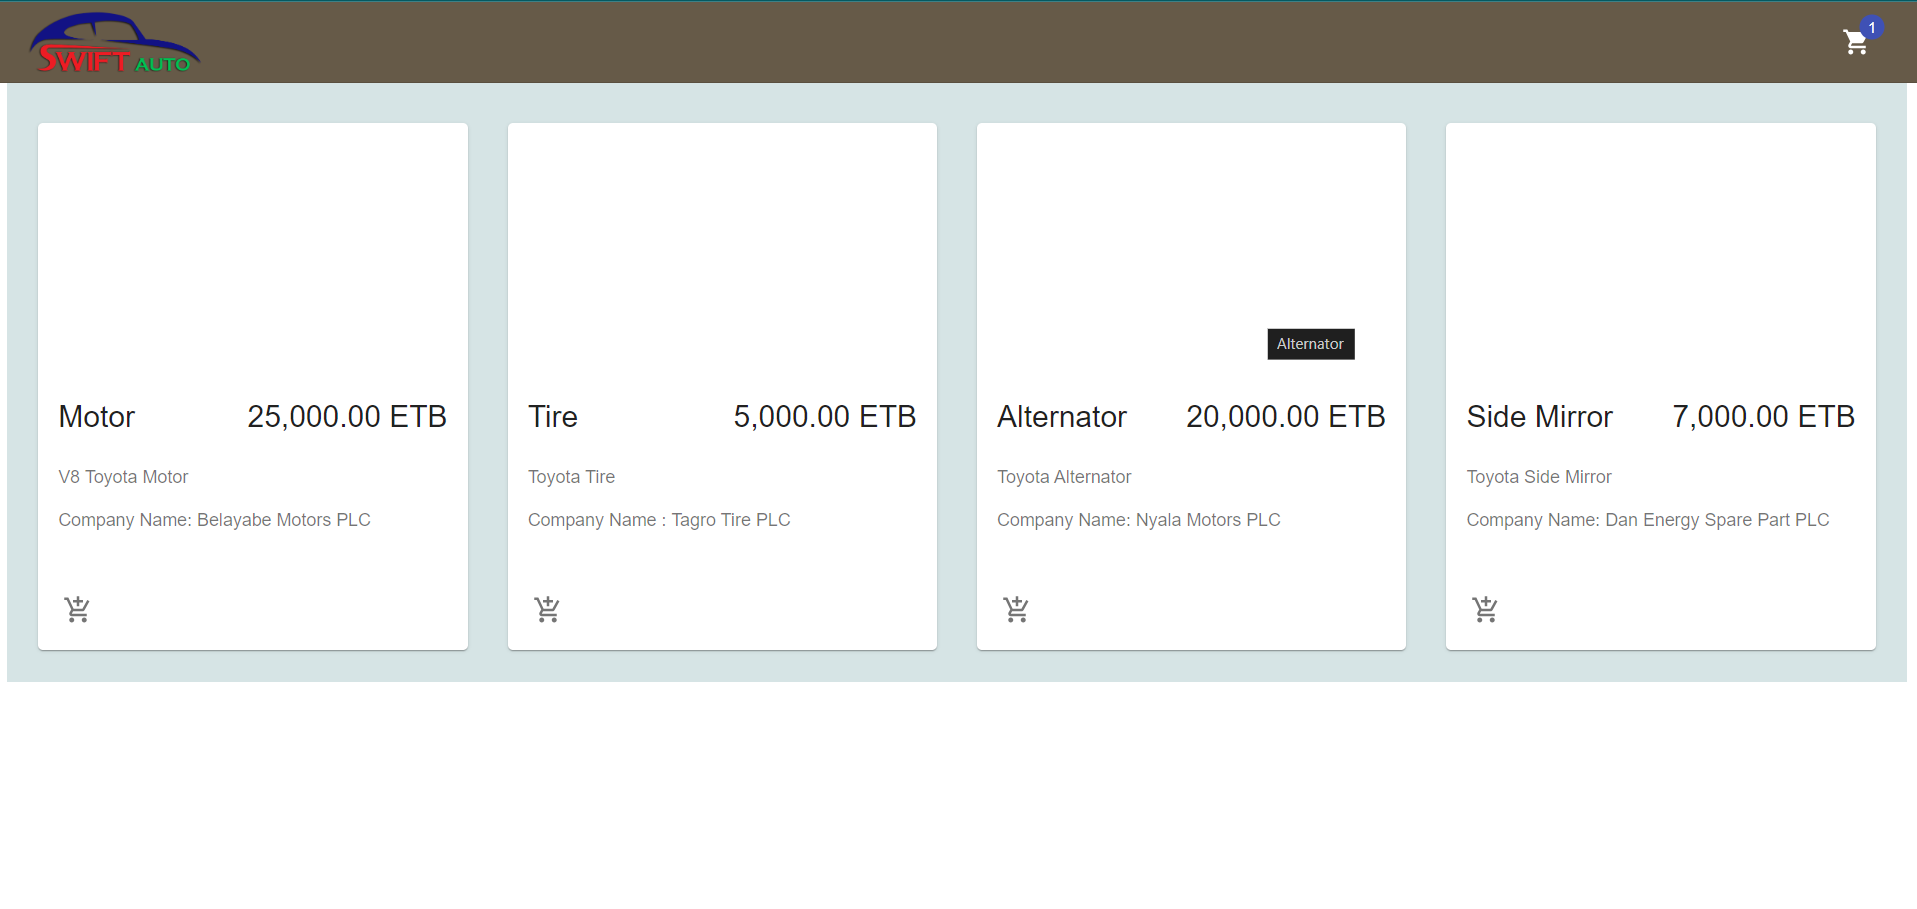 SWIFT AUTO
1
Alternator
Motor 25,000.00 ETB
V8 Toyota Motor
Company Name: Belayabe Motors PLC
Tire 5,000.00 ETB
Toyota Tire
Company Name : Tagro Tire PLC
Alternator 20,000.00 ETB
Toyota Alternator
Company Name: Nyala Motors PLC
Side Mirror 7,000.00 ETB
Toyota Side Mirror
Company Name: Dan Energy Spare Part PLC